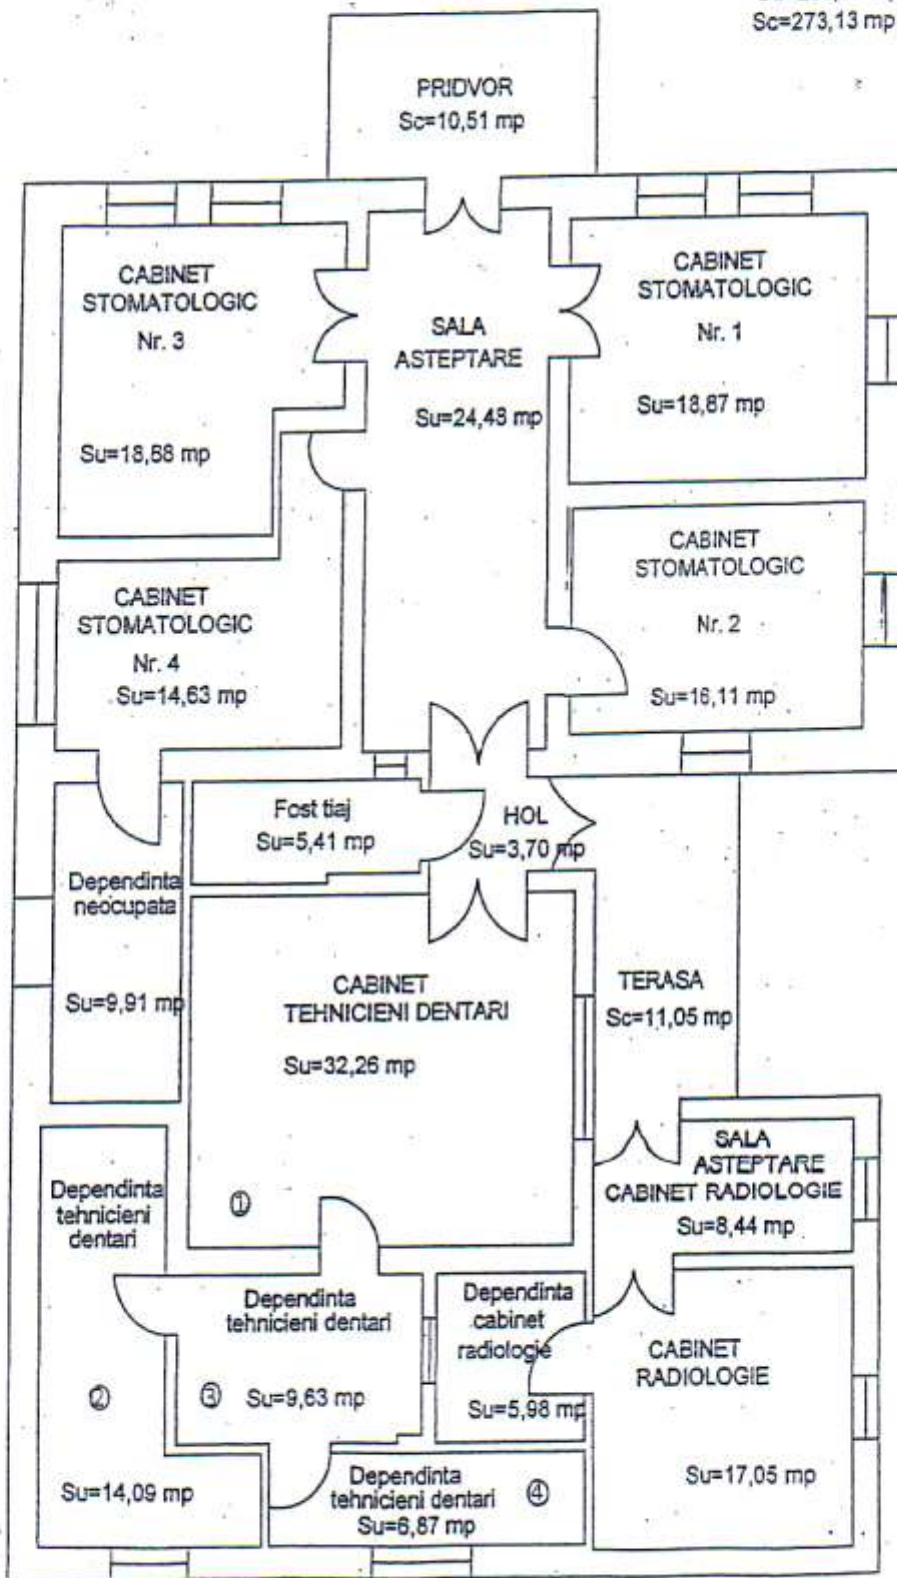 Sc=273,13 mp
PRIDVOR
Sc=10,51 mp
CABINET
STOMATOLOGIC
Nr. 3
Su=18,68 mp
SALA
ASTEPTARE
Su=24,48 mp
CABINET
STOMATOLOGIC
Nr. 1
Su=18,87 mp
CABINET
STOMATOLOGIC
Nr. 2
Su=16,11 mp
CABINET
STOMATOLOGIC
Nr. 4
Su=14,63 mp
Fost tiaj
Su=5,41 mp
HOL
Su=3,70 mp
Dependinta
neocupata
Su=9,91 mp
CABINET
TEHNICIENI DENTARI
Su=32,26 mp
①
TERASA
Sc=11,05 mp
SALA
ASTEPTARE
CABINET RADIOLOGIE
Su=8,44 mp
Dependinta
tehnicieni
dentari
②
Su=14,09 mp
Dependinta
tehnicieni dentari
③ Su=9,63 mp
Dependinta
cabinet
radiologie
Su=5,98 mp
CABINET
RADIOLOGIE
Su=17,05 mp
Dependinta
tehnicieni dentari ④
Su=6,87 mp